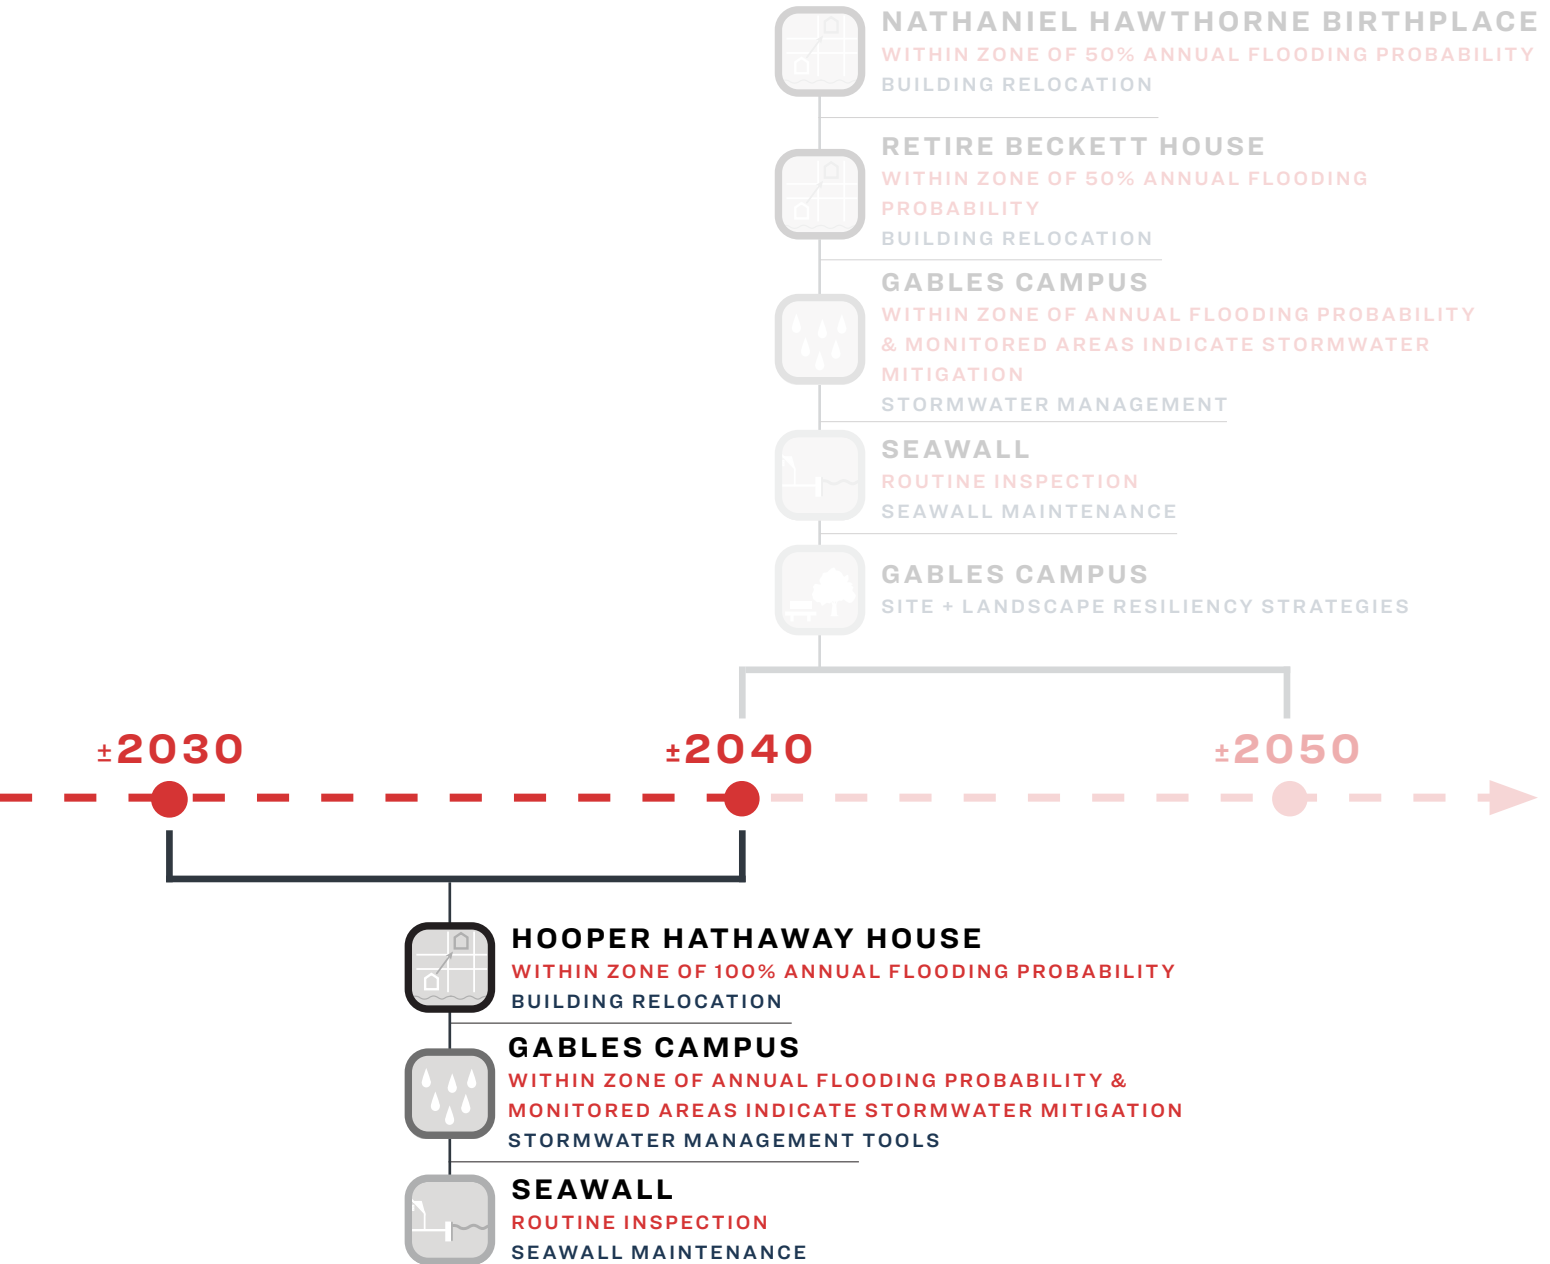 NATHANIEL HAWTHORNE BIRTHPLACE
WITHIN ZONE OF 50% ANNUAL FLOODING PROBABILITY
BUILDING RELOCATION
RETIRE BECKETT HOUSE
WITHIN ZONE OF 50% ANNUAL FLOODING
PROBABILITY
BUILDING RELOCATION
GABLES CAMPUS
WITHIN ZONE OF ANNUAL FLOODING PROBABILITY
& MONITORED AREAS INDICATE STORMWATER
MITIGATION
STORMWATER MANAGEMENT
SEAWALL
ROUTINE INSPECTION
SEAWALL MAINTENANCE
GABLES CAMPUS
SITE + LANDSCAPE RESILIENCY STRATEGIES
±2030
±2040
±2050
HOOPER HATHAWAY HOUSE
WITHIN ZONE OF 100% ANNUAL FLOODING PROBABILITY
BUILDING RELOCATION
GABLES CAMPUS
WITHIN ZONE OF ANNUAL FLOODING PROBABILITY &
MONITORED AREAS INDICATE STORMWATER MITIGATION
STORMWATER MANAGEMENT TOOLS
SEAWALL
ROUTINE INSPECTION
SEAWALL MAINTENANCE